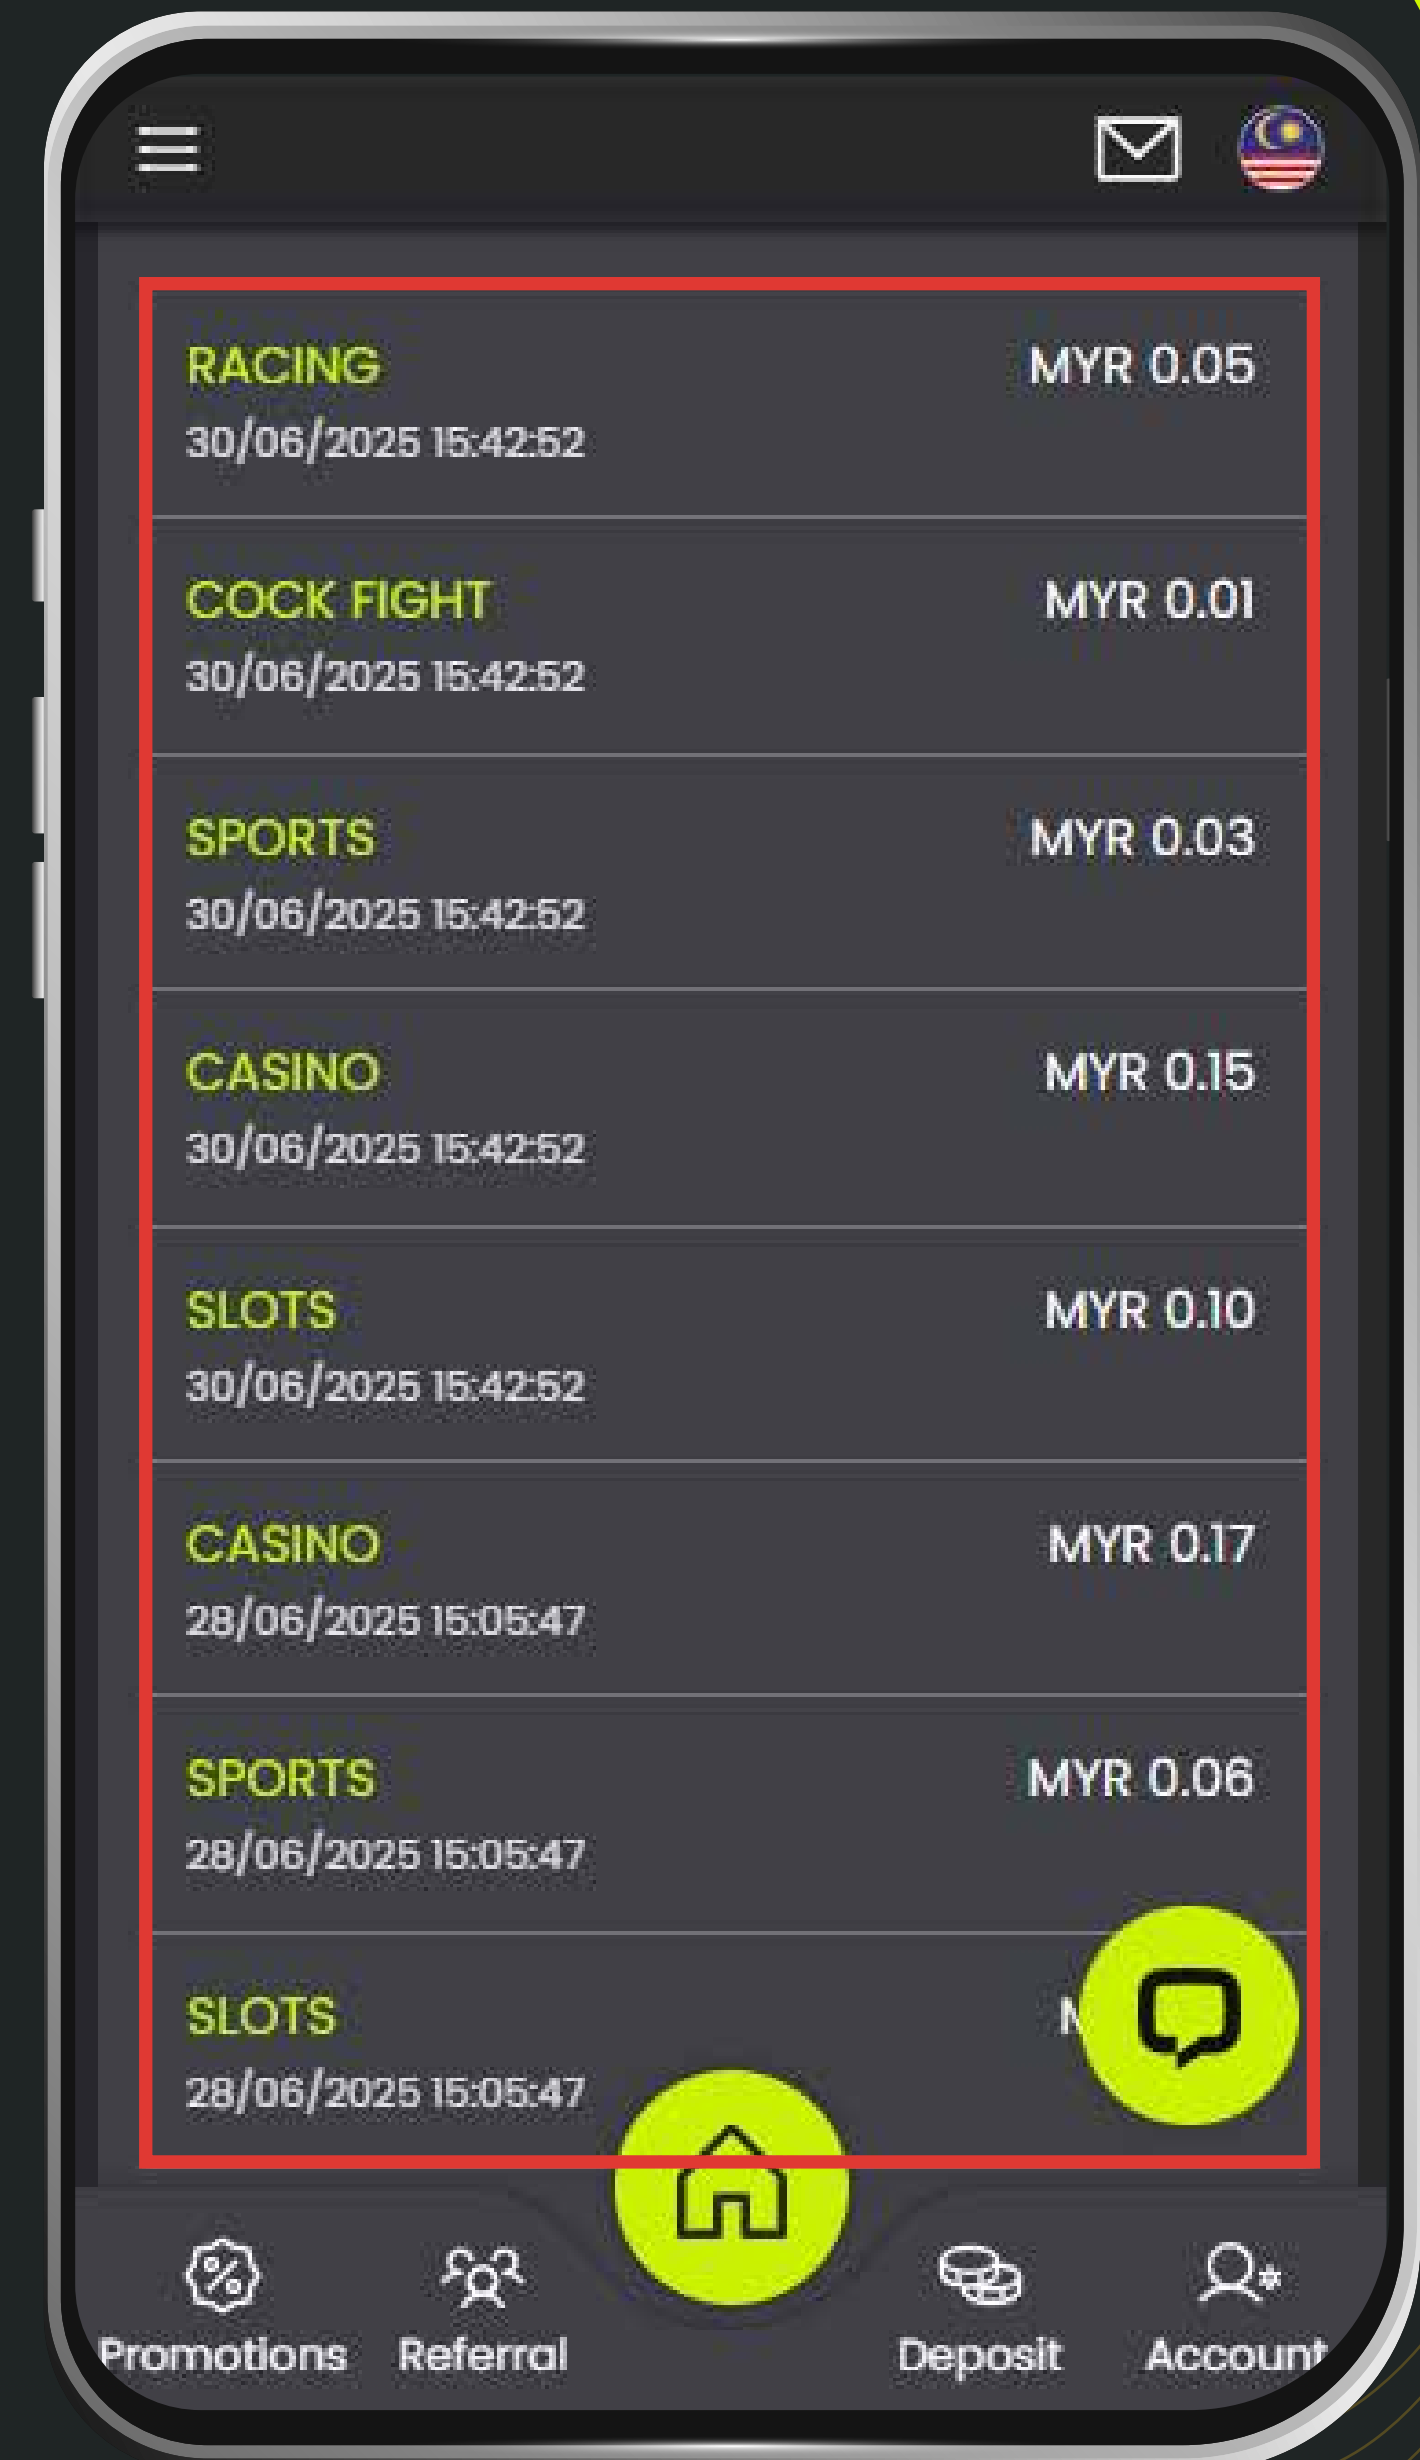 RACING
MYR 0.05
30/06/2025 15:42:52
COCK FIGHT
MYR 0.01
30/06/2025 15:42:52
SPORTS
MYR 0.03
30/06/2025 15:42:52
CASINO
MYR 0.15
30/06/2025 15:42:52
SLOTS
MYR 0.10
30/06/2025 15:42:52
CASINO
MYR 0.17
28/06/2025 15:05:47
SPORTS
MYR 0.06
28/06/2025 15:05:47
SLOTS
28/06/2025 15:05:47
Promotions
Referral
Deposit
Account